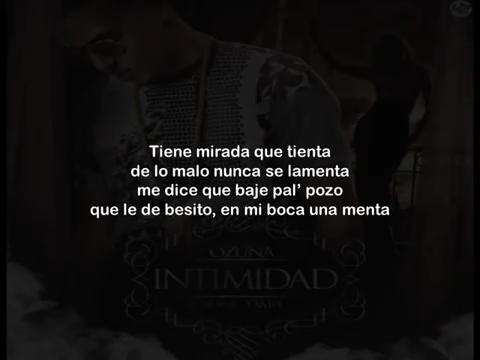 Tiene mirada que tienta
de lo malo nunca se lamenta
me dice que baje pal' pozo
que le de besito, en mi boca una menta
OZUNA
INTIMIDAD